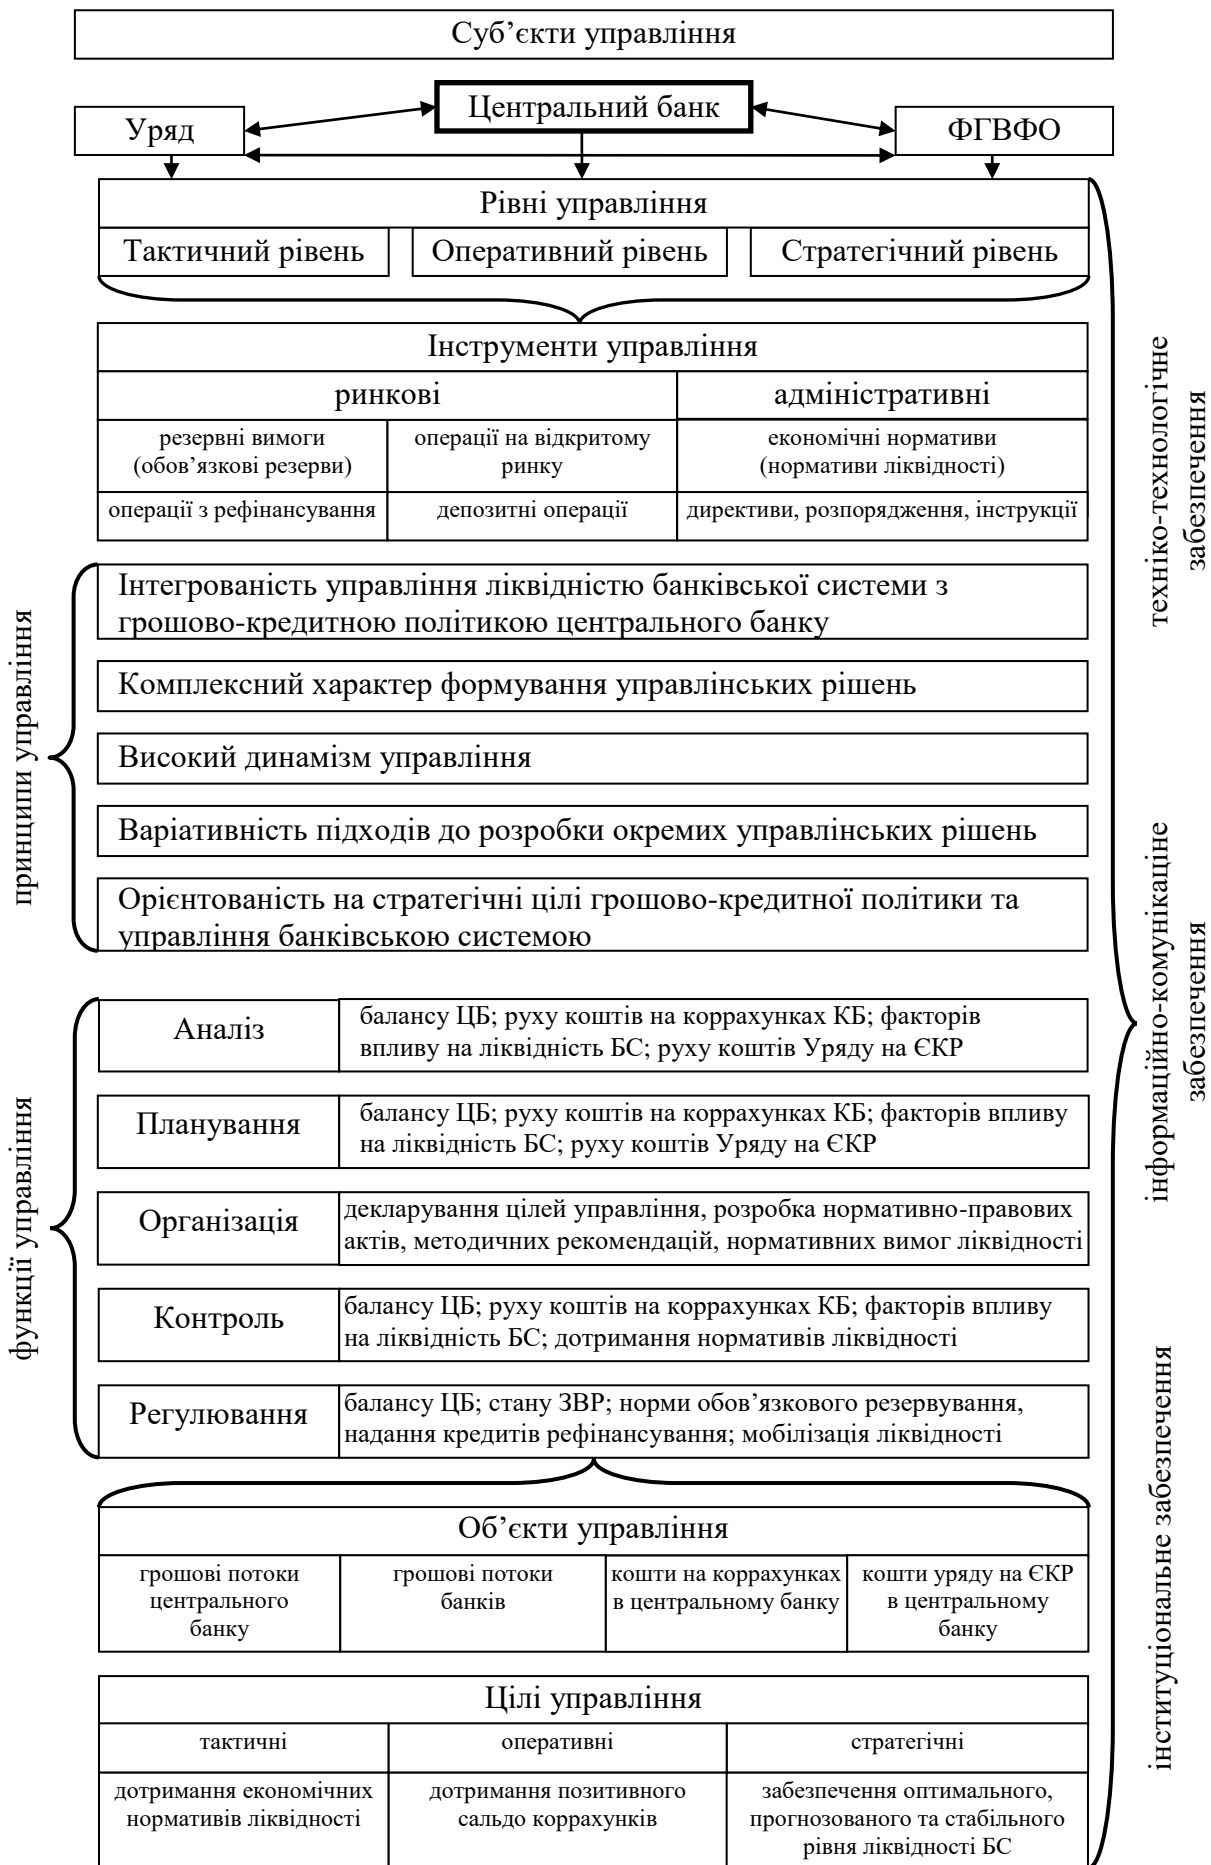 Суб’єкти управління
Центральний банк
Уряд
ФГВФО
Рівні управління
Тактичний рівень
Оперативний рівень
Стратегічний рівень
Інструменти управління
ринкові
адміністративні
резервні вимоги
(обов’язкові резерви)
операції на відкритому
ринку
економічні нормативи
(нормативи ліквідності)
операції з рефінансування
депозитні операції
директиви, розпорядження, інструкції
принципи управління
Інтегрованість управління ліквідністю банківської системи з
грошово-кредитною політикою центрального банку
Комплексний характер формування управлінських рішень
Високий динамізм управління
Варіативність підходів до розробки окремих управлінських рішень
Орієнтованість на стратегічні цілі грошово-кредитної політики та
управління банківською системою
функції управління
Аналіз
балансу ЦБ; руху коштів на коррахунках КБ; факторів
впливу на ліквідність БС; руху коштів Уряду на ЄКР
Планування
балансу ЦБ; руху коштів на коррахунках КБ; факторів впливу
на ліквідність БС; руху коштів Уряду на ЄКР
Організація
декларування цілей управління, розробка нормативно-правових
актів, методичних рекомендацій, нормативних вимог ліквідності
Контроль
балансу ЦБ; руху коштів на коррахунках КБ; факторів впливу
на ліквідність БС; дотримання нормативів ліквідності
Регулювання
балансу ЦБ; стану ЗВР; норми обов’язкового резервування,
надання кредитів рефінансування; мобілізація ліквідності
Об’єкти управління
грошові потоки
центрального
банку
грошові потоки
банків
кошти на коррахунках
в центральному банку
кошти уряду на ЄКР
в центральному
банку
Цілі управління
тактичні
оперативні
стратегічні
дотримання економічних
нормативів ліквідності
дотримання позитивного
сальдо коррахунків
забезпечення оптимального,
прогнозованого та стабільного
рівня ліквідності БС
техніко-технологічне
забезпечення
інформаційно-комунікаціне
забезпечення
інституціональне забезпечення